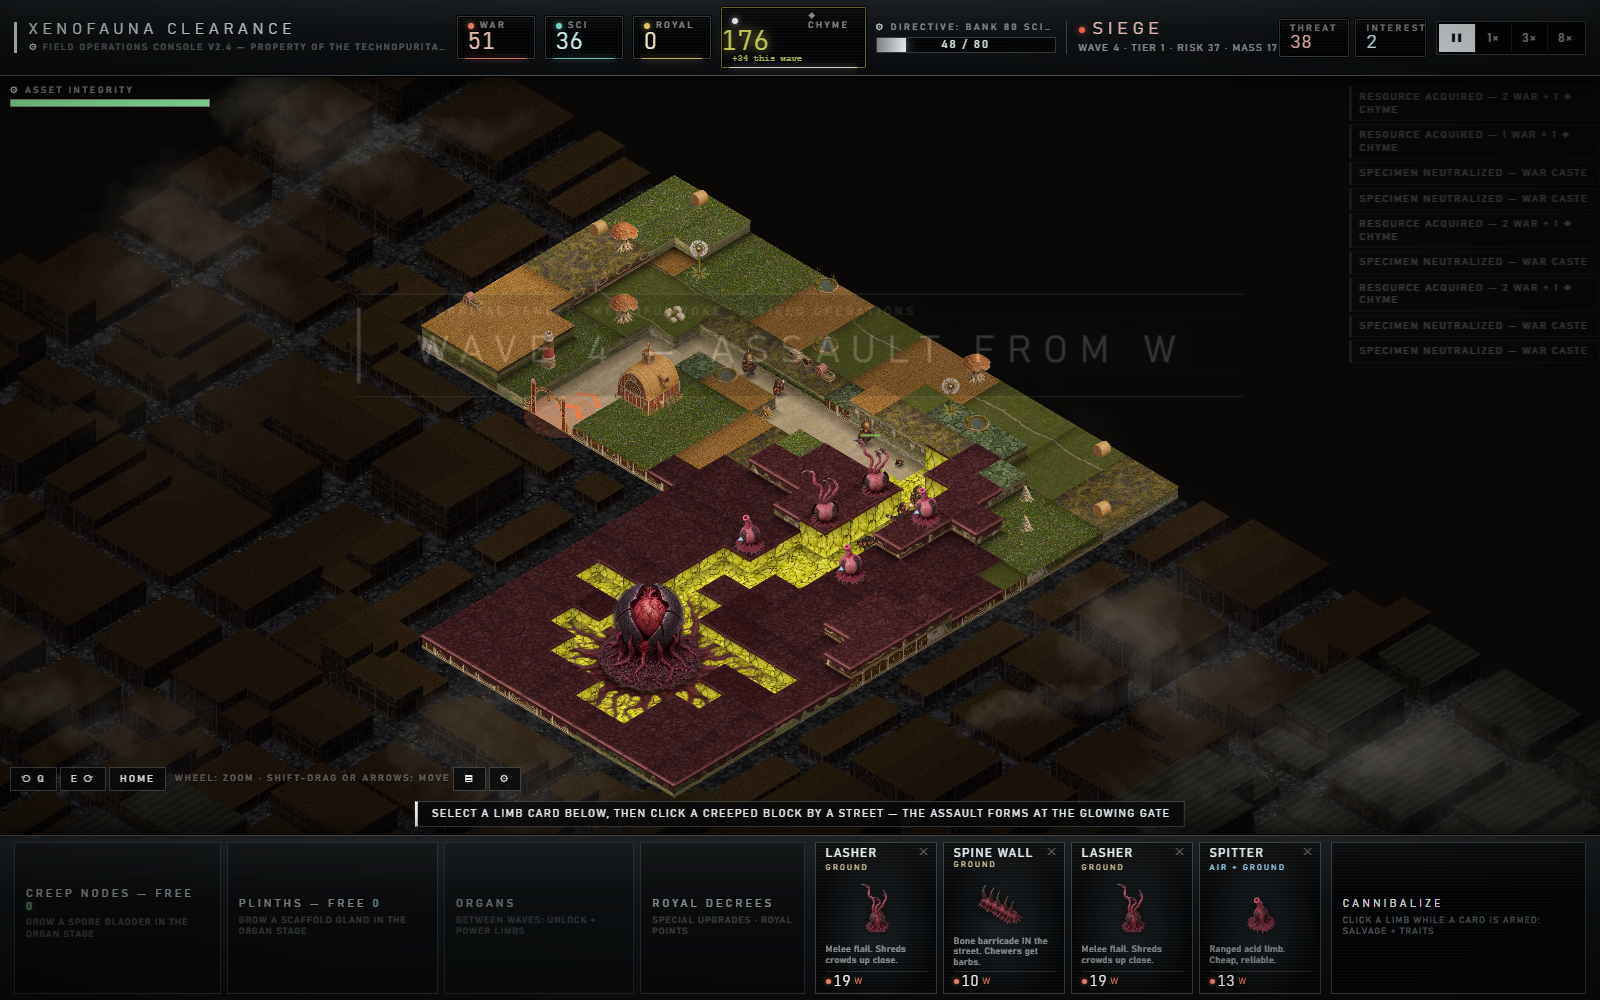 XENOFAUNA CLEARANCE
FIELD OPERATIONS CONSOLE V2.4 — PROPERTY OF THE TECHNOPURITA…
WAR
51
SCI
36
ROYAL
0
◆ CHYME
176
+34 this wave
DIRECTIVE: BANK 80 SCI…
48 / 80
SIEGE
WAVE 4 · TIER 1 · RISK 37 · MASS 17
THREAT
38
INTEREST
2
1×
3×
8×
ASSET INTEGRITY
RESOURCE ACQUIRED — 2 WAR + 1 ◆
CHYME
RESOURCE ACQUIRED — 1 WAR + 1 ◆
CHYME
SPECIMEN NEUTRALIZED — WAR CASTE
SPECIMEN NEUTRALIZED — WAR CASTE
RESOURCE ACQUIRED — 2 WAR + 1 ◆
CHYME
SPECIMEN NEUTRALIZED — WAR CASTE
RESOURCE ACQUIRED — 2 WAR + 1 ◆
CHYME
SPECIMEN NEUTRALIZED — WAR CASTE
SPECIMEN NEUTRALIZED — WAR CASTE
OPERATIONS
WAVE 4 — ASSAULT FROM W
Q
E
HOME
WHEEL: ZOOM · SHIFT-DRAG OR ARROWS: MOVE
SELECT A LIMB CARD BELOW, THEN CLICK A CREEPED BLOCK BY A STREET — THE ASSAULT FORMS AT THE GLOWING GATE
CREEP NODES — FREE
0
GROW A SPORE BLADDER IN THE
ORGAN STAGE
PLINTHS — FREE 0
GROW A SCAFFOLD GLAND IN THE
ORGAN STAGE
ORGANS
BETWEEN WAVES: UNLOCK +
POWER LIMBS
ROYAL DECREES
SPECIAL UPGRADES · ROYAL
POINTS
LASHER
GROUND
Melee flail. Shreds
crowds up close.
19 W
SPINE WALL
GROUND
Bone barricade IN the
street. Chewers get
barbs.
10 W
LASHER
GROUND
Melee flail. Shreds
crowds up close.
19 W
SPITTER
AIR + GROUND
Ranged acid limb.
Cheap, reliable.
13 W
CANNIBALIZE
CLICK A LIMB WHILE A CARD IS ARMED:
SALVAGE + TRAITS